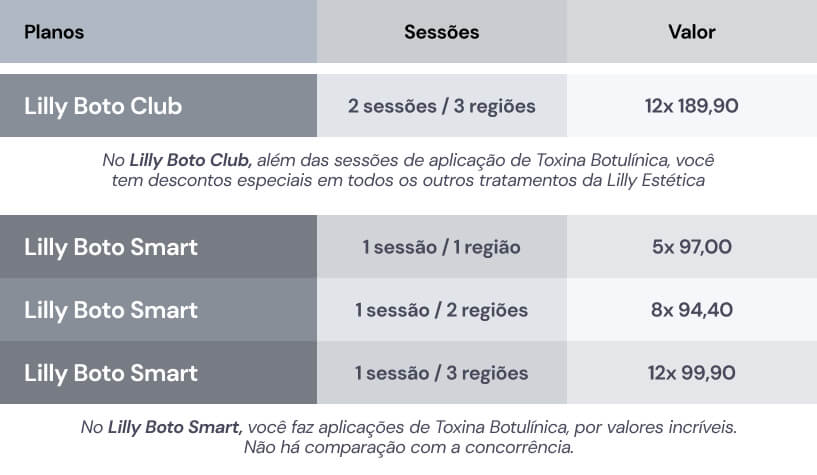 Planos Sessões Valor
Lilly Boto Club 2 sessões / 3 regiões 12x 189,90
No Lilly Boto Club, além das sessões de aplicação de Toxina Botulínica, você
tem descontos especiais em todos os outros tratamentos da Lilly Estética
Lilly Boto Smart 1 sessão / 1 região 5x 97,00
Lilly Boto Smart 1 sessão / 2 regiões 8x 94,40
Lilly Boto Smart 1 sessão / 3 regiões 12x 99,90
No Lilly Boto Smart, você faz aplicações de Toxina Botulínica, por valores incríveis.
Não há comparação com a concorrência.